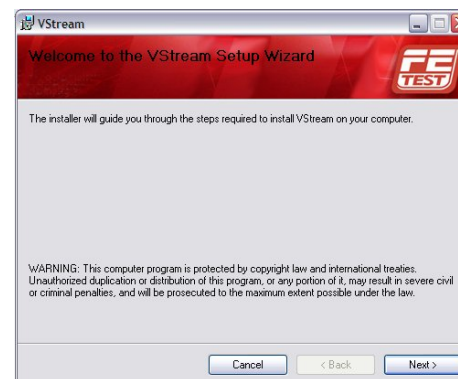 VStream
Welcome to the VStream Setup Wizard
FE
TEST
The installer will guide you through the steps required to install VStream on your computer.
WARNING: This computer program is protected by copyright law and international treaties.
Unauthorized duplication or distribution of this program, or any portion of it, may result in severe civil
or criminal penalties, and will be prosecuted to the maximum extent possible under the law.
Cancel
< Back
Next >